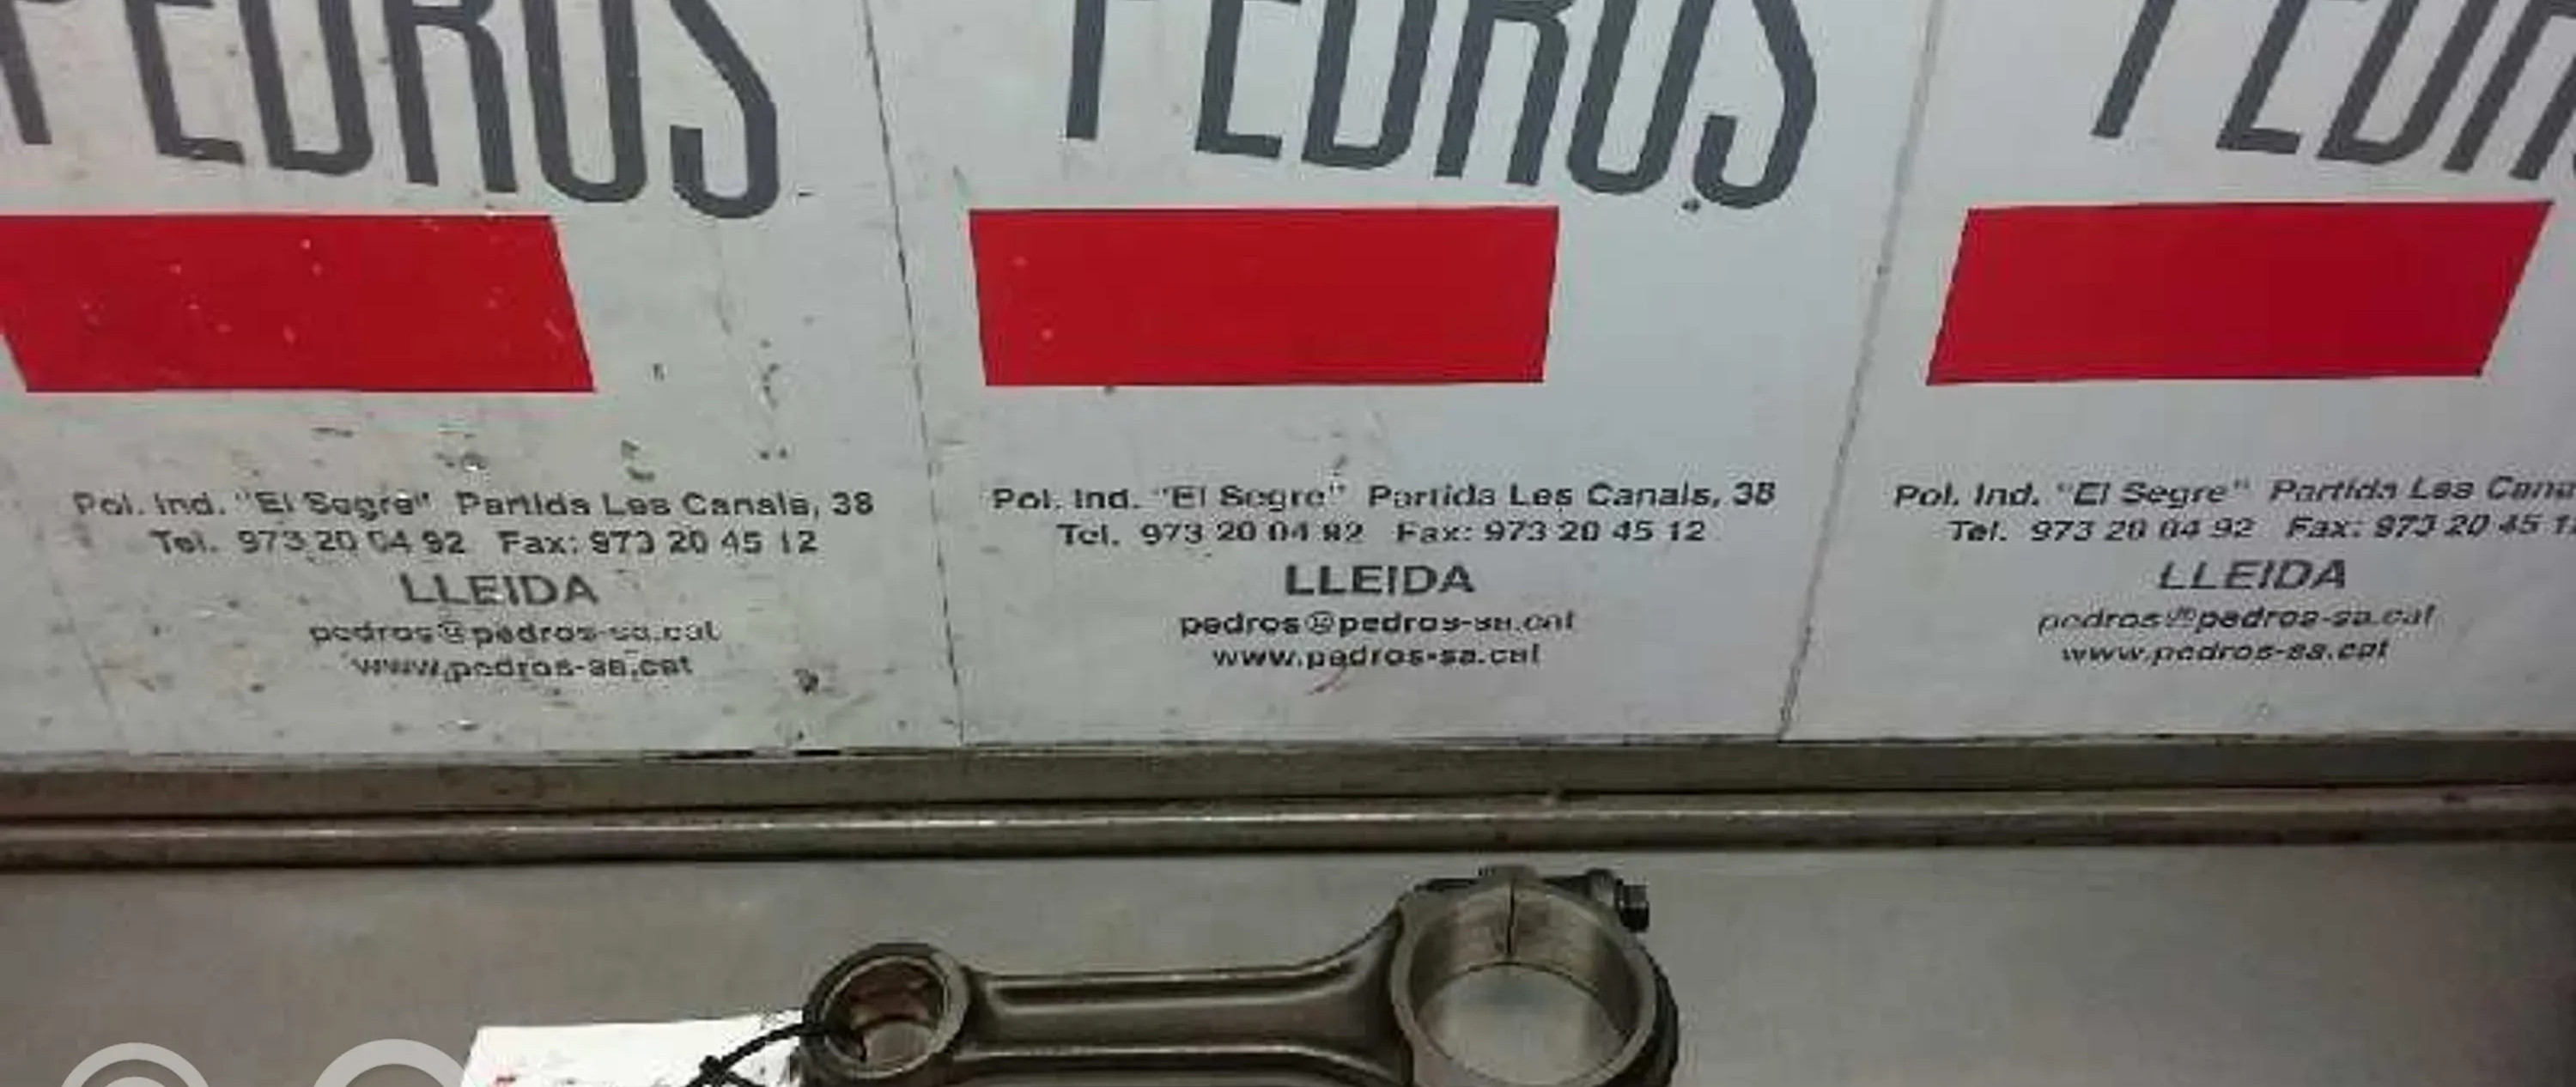 PEDROS PEDROS PEDR
Pol. Ind. "El Segre" Partida Les Canals, 38
Tel. 973 20 04 92 Fax: 973 20 45 12
LLEIDA
pedros@pedros-sa.cat
www.pedros-sa.cat
Pol. Ind. "El Segre" Partida Les Canals, 38
Tel. 973 20 04 92 Fax: 973 20 45 12
LLEIDA
pedros@pedros-sa.cat
www.pedros-sa.cat
Pol. Ind. "El Segre" Partida Les Cana
Tel. 973 20 04 92 Fax: 973 20 45 1
LLEIDA
pedros@pedros-sa.cat
www.pedros-sa.cat